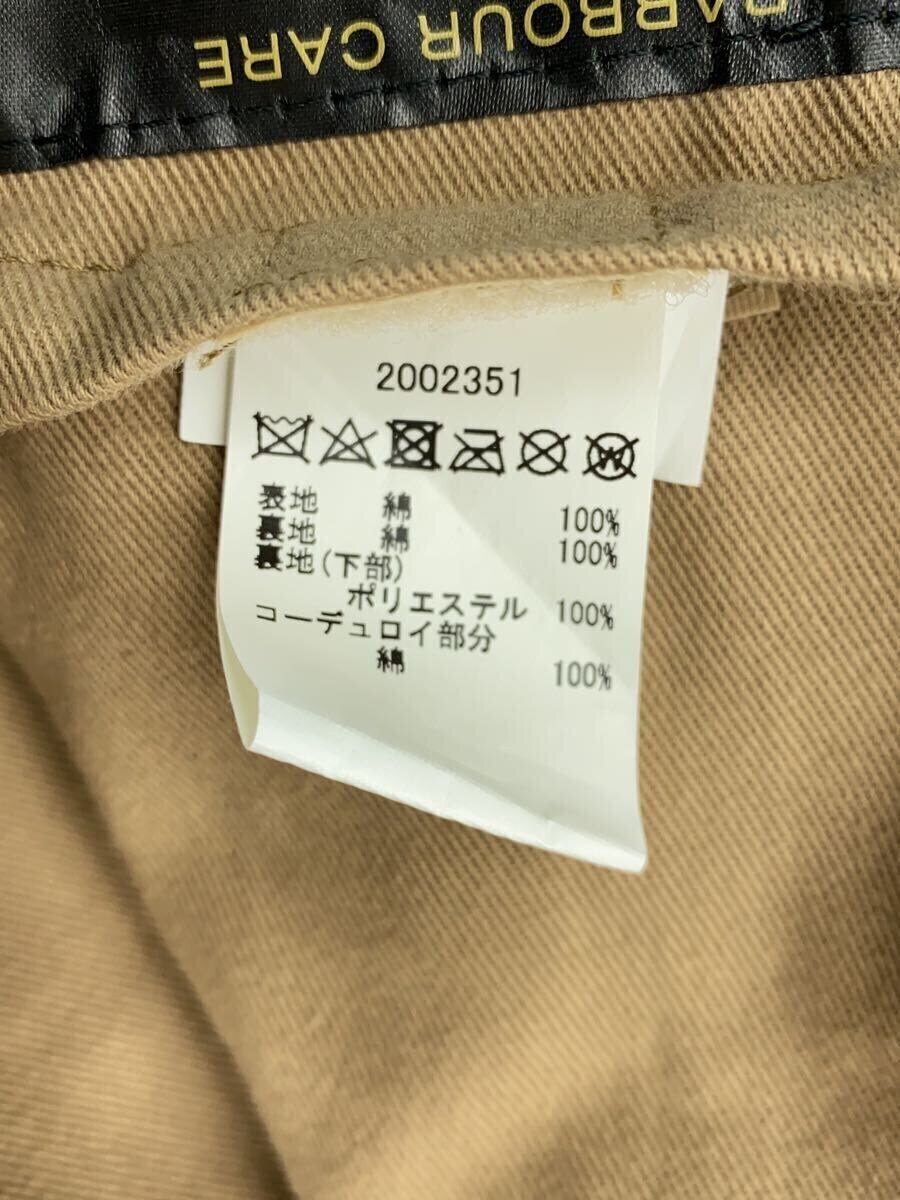 BARBOUR CARE
2002351
W
表地 綿 100%
裏地 綿 100%
裏地(下部)
ポリエステル 100%
コーデュロイ部分
綿 100%